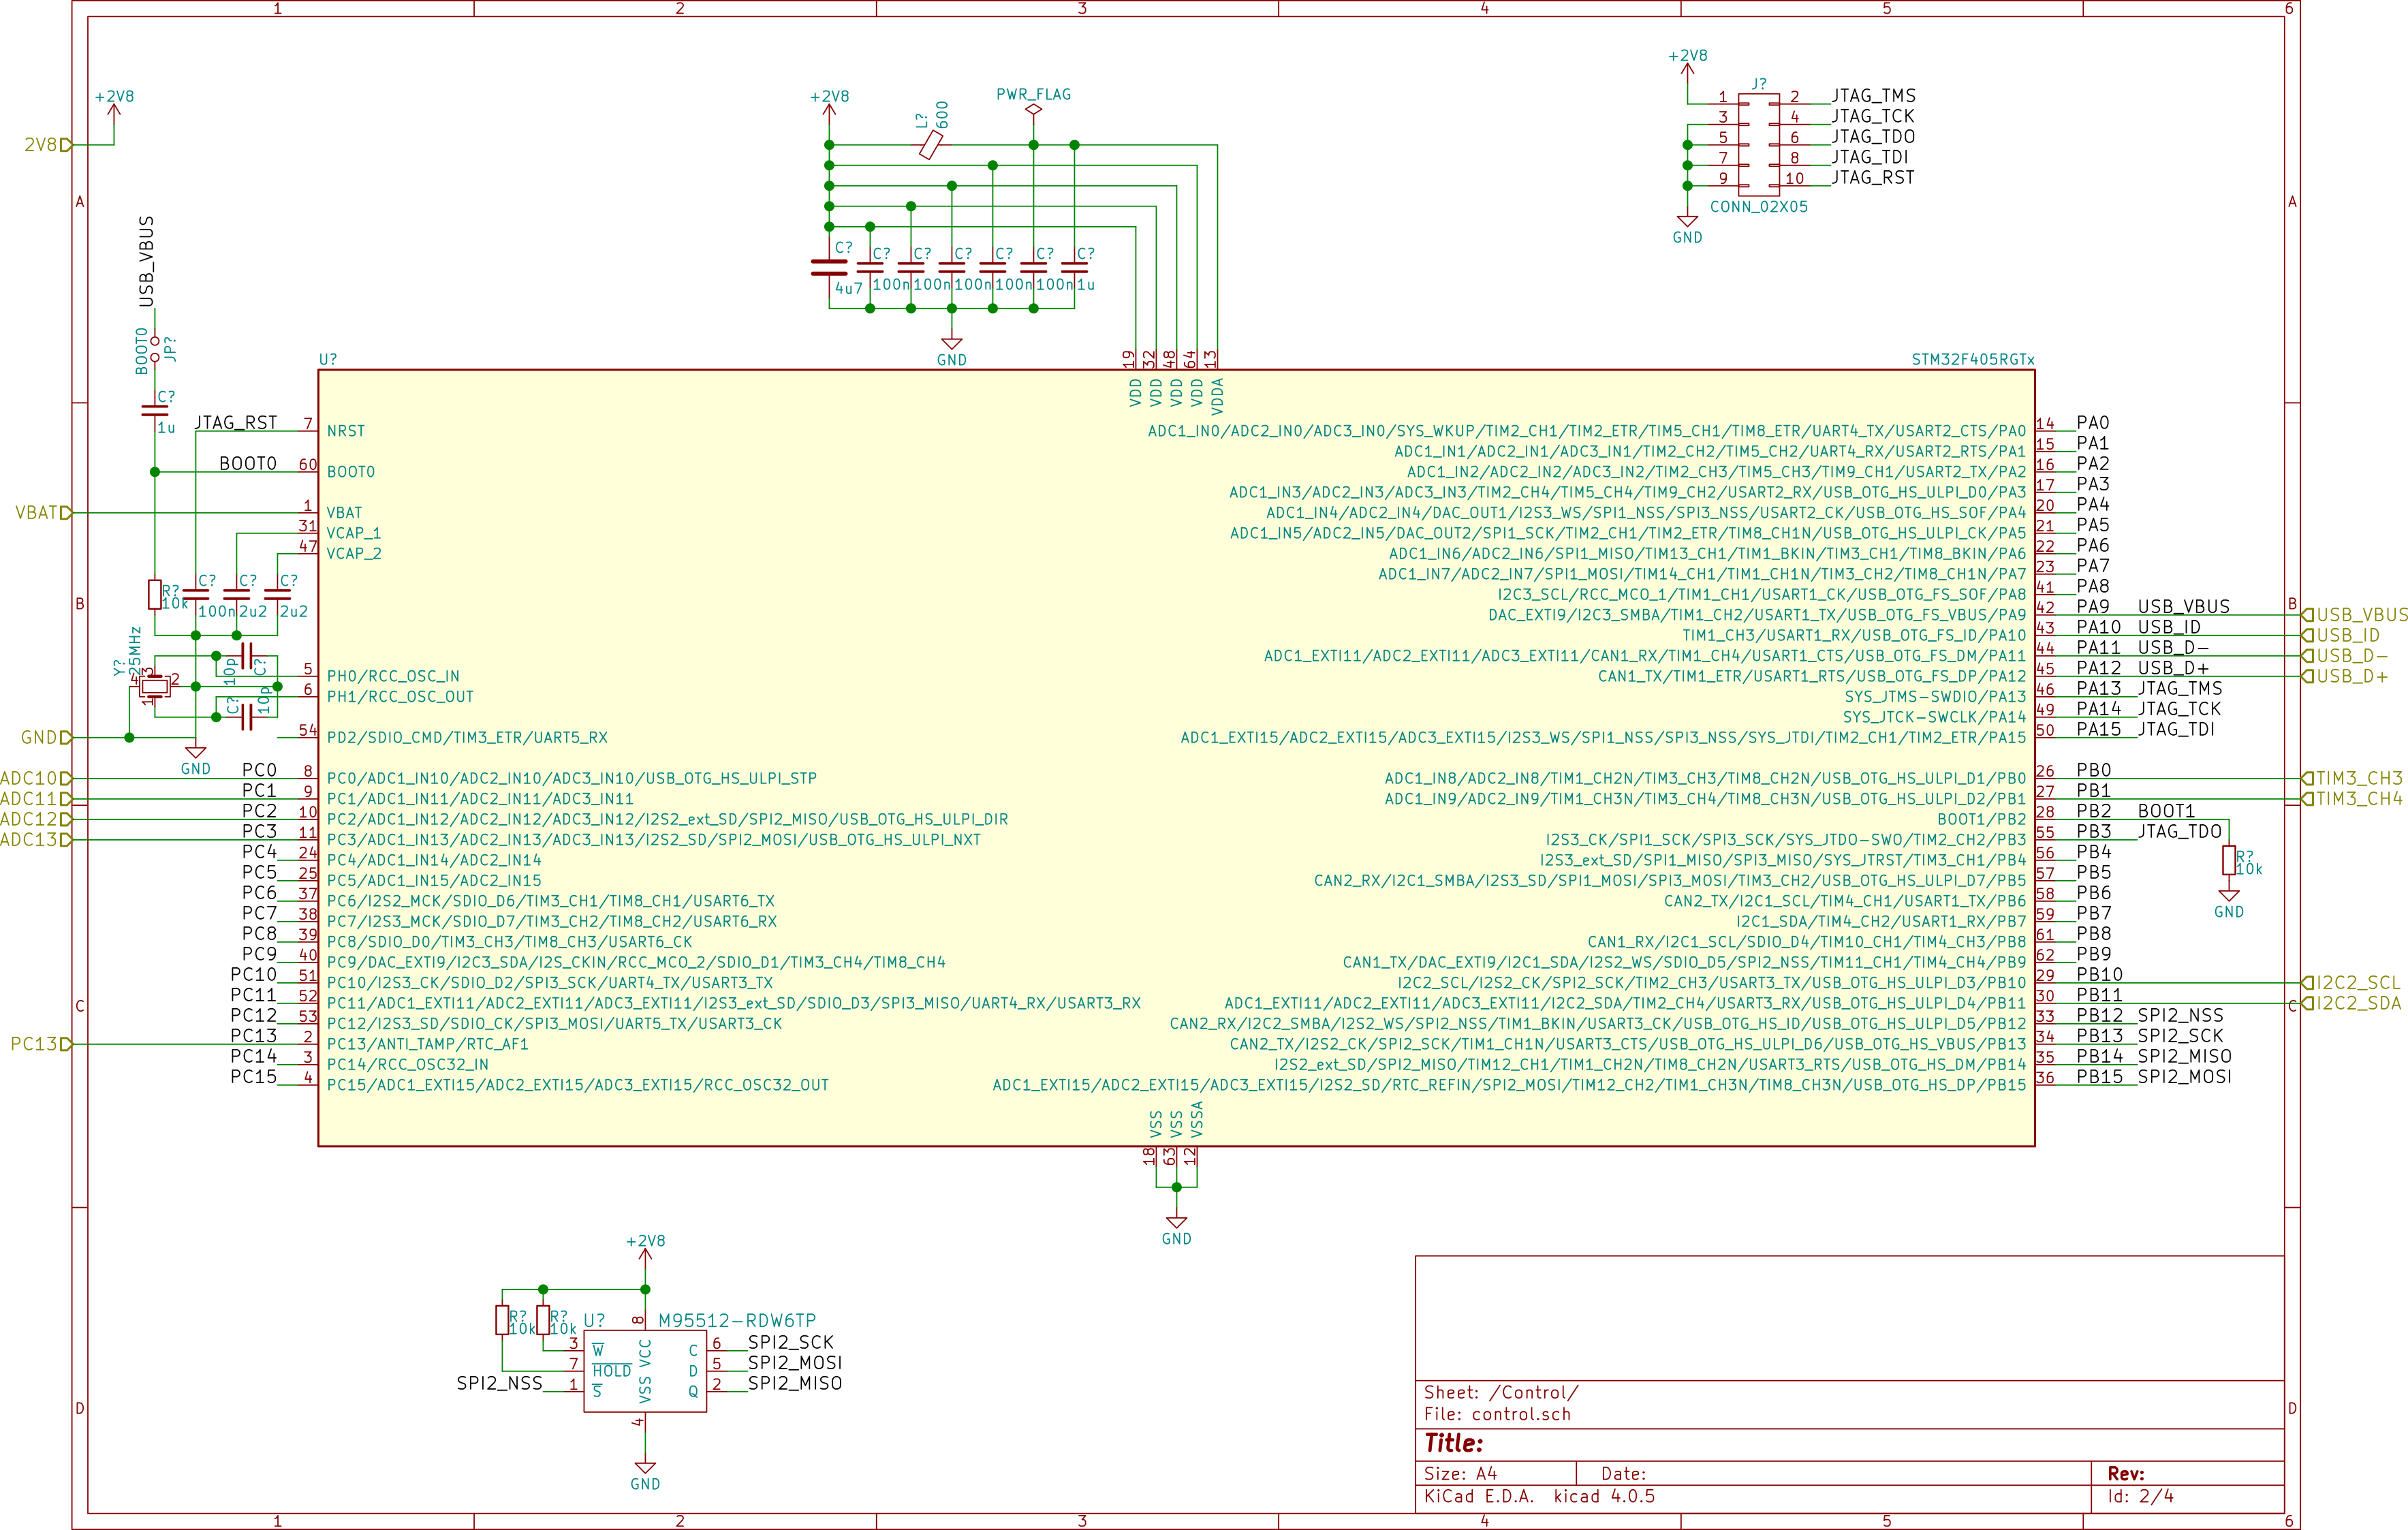 1 2 3 4 5 6
A
B
C
D
A
B
C
D
1 2 3 4 5 6
+2V8
2V8
USB_VBUS
BOOT0
JP?
C?
1u
JTAG_RST
BOOT0
VBAT
R?
10k
C?
100n
C?
2u2
C?
2u2
Y?
25MHz
4 3 2 1
10p
C?
C?
10p
GND
GND
ADC10
ADC11
ADC12
ADC13
PC13
+2V8
L?
600
PWR_FLAG
C?
4u7
C?
100n
C?
100n
C?
100n
C?
100n
C?
100n
C?
1u
GND
+2V8
J?
1 2 JTAG_TMS
3 4 JTAG_TCK
5 6 JTAG_TDO
7 8 JTAG_TDI
9 10 JTAG_RST
CONN_02X05
GND
U?
STM32F405RGTx
19 VDD
32 VDD
48 VDD
64 VDD
13 VDDA
7 NRST
60 BOOT0
1 VBAT
31 VCAP_1
47 VCAP_2
5 PH0/RCC_OSC_IN
6 PH1/RCC_OSC_OUT
54 PD2/SDIO_CMD/TIM3_ETR/UART5_RX
PC0 8 PC0/ADC1_IN10/ADC2_IN10/ADC3_IN10/USB_OTG_HS_ULPI_STP
PC1 9 PC1/ADC1_IN11/ADC2_IN11/ADC3_IN11
PC2 10 PC2/ADC1_IN12/ADC2_IN12/ADC3_IN12/I2S2_ext_SD/SPI2_MISO/USB_OTG_HS_ULPI_DIR
PC3 11 PC3/ADC1_IN13/ADC2_IN13/ADC3_IN13/I2S2_SD/SPI2_MOSI/USB_OTG_HS_ULPI_NXT
PC4 24 PC4/ADC1_IN14/ADC2_IN14
PC5 25 PC5/ADC1_IN15/ADC2_IN15
PC6 37 PC6/I2S2_MCK/SDIO_D6/TIM3_CH1/TIM8_CH1/USART6_TX
PC7 38 PC7/I2S3_MCK/SDIO_D7/TIM3_CH2/TIM8_CH2/USART6_RX
PC8 39 PC8/SDIO_D0/TIM3_CH3/TIM8_CH3/USART6_CK
PC9 40 PC9/DAC_EXTI9/I2C3_SDA/I2S_CKIN/RCC_MCO_2/SDIO_D1/TIM3_CH4/TIM8_CH4
PC10 51 PC10/I2S3_CK/SDIO_D2/SPI3_SCK/UART4_TX/USART3_TX
PC11 52 PC11/ADC1_EXTI11/ADC2_EXTI11/ADC3_EXTI11/I2S3_ext_SD/SDIO_D3/SPI3_MISO/UART4_RX/USART3_RX
PC12 53 PC12/I2S3_SD/SDIO_CK/SPI3_MOSI/UART5_TX/USART3_CK
PC13 2 PC13/ANTI_TAMP/RTC_AF1
PC14 3 PC14/RCC_OSC32_IN
PC15 4 PC15/ADC1_EXTI15/ADC2_EXTI15/ADC3_EXTI15/RCC_OSC32_OUT
ADC1_IN0/ADC2_IN0/ADC3_IN0/SYS_WKUP/TIM2_CH1/TIM2_ETR/TIM5_CH1/TIM8_ETR/UART4_TX/USART2_CTS/PA0 14 PA0
ADC1_IN1/ADC2_IN1/ADC3_IN1/TIM2_CH2/TIM5_CH2/UART4_RX/USART2_RTS/PA1 15 PA1
ADC1_IN2/ADC2_IN2/ADC3_IN2/TIM2_CH3/TIM5_CH3/TIM9_CH1/USART2_TX/PA2 16 PA2
ADC1_IN3/ADC2_IN3/ADC3_IN3/TIM2_CH4/TIM5_CH4/TIM9_CH2/USART2_RX/USB_OTG_HS_ULPI_D0/PA3 17 PA3
ADC1_IN4/ADC2_IN4/DAC_OUT1/I2S3_WS/SPI1_NSS/SPI3_NSS/USART2_CK/USB_OTG_HS_SOF/PA4 20 PA4
ADC1_IN5/ADC2_IN5/DAC_OUT2/SPI1_SCK/TIM2_CH1/TIM2_ETR/TIM8_CH1N/USB_OTG_HS_ULPI_CK/PA5 21 PA5
ADC1_IN6/ADC2_IN6/SPI1_MISO/TIM13_CH1/TIM1_BKIN/TIM3_CH1/TIM8_BKIN/PA6 22 PA6
ADC1_IN7/ADC2_IN7/SPI1_MOSI/TIM14_CH1/TIM1_CH1N/TIM3_CH2/TIM8_CH1N/PA7 23 PA7
I2C3_SCL/RCC_MCO_1/TIM1_CH1/USART1_CK/USB_OTG_FS_SOF/PA8 41 PA8
DAC_EXTI9/I2C3_SMBA/TIM1_CH2/USART1_TX/USB_OTG_FS_VBUS/PA9 42 PA9 USB_VBUS USB_VBUS
TIM1_CH3/USART1_RX/USB_OTG_FS_ID/PA10 43 PA10 USB_ID USB_ID
ADC1_EXTI11/ADC2_EXTI11/ADC3_EXTI11/CAN1_RX/TIM1_CH4/USART1_CTS/USB_OTG_FS_DM/PA11 44 PA11 USB_D- USB_D-
CAN1_TX/TIM1_ETR/USART1_RTS/USB_OTG_FS_DP/PA12 45 PA12 USB_D+ USB_D+
SYS_JTMS-SWDIO/PA13 46 PA13 JTAG_TMS
SYS_JTCK-SWCLK/PA14 49 PA14 JTAG_TCK
ADC1_EXTI15/ADC2_EXTI15/ADC3_EXTI15/I2S3_WS/SPI1_NSS/SPI3_NSS/SYS_JTDI/TIM2_CH1/TIM2_ETR/PA15 50 PA15 JTAG_TDI
ADC1_IN8/ADC2_IN8/TIM1_CH2N/TIM3_CH3/TIM8_CH2N/USB_OTG_HS_ULPI_D1/PB0 26 PB0 TIM3_CH3
ADC1_IN9/ADC2_IN9/TIM1_CH3N/TIM3_CH4/TIM8_CH3N/USB_OTG_HS_ULPI_D2/PB1 27 PB1 TIM3_CH4
BOOT1/PB2 28 PB2 BOOT1
I2S3_CK/SPI1_SCK/SPI3_SCK/SYS_JTDO-SWO/TIM2_CH2/PB3 55 PB3 JTAG_TDO
I2S3_ext_SD/SPI1_MISO/SPI3_MISO/SYS_JTRST/TIM3_CH1/PB4 56 PB4
CAN2_RX/I2C1_SMBA/I2S3_SD/SPI1_MOSI/SPI3_MOSI/TIM3_CH2/USB_OTG_HS_ULPI_D7/PB5 57 PB5
CAN2_TX/I2C1_SCL/TIM4_CH1/USART1_TX/PB6 58 PB6
I2C1_SDA/TIM4_CH2/USART1_RX/PB7 59 PB7
CAN1_RX/I2C1_SCL/SDIO_D4/TIM10_CH1/TIM4_CH3/PB8 61 PB8
CAN1_TX/DAC_EXTI9/I2C1_SDA/I2S2_WS/SDIO_D5/SPI2_NSS/TIM11_CH1/TIM4_CH4/PB9 62 PB9
I2C2_SCL/I2S2_CK/SPI2_SCK/TIM2_CH3/USART3_TX/USB_OTG_HS_ULPI_D3/PB10 29 PB10 I2C2_SCL
ADC1_EXTI11/ADC2_EXTI11/ADC3_EXTI11/I2C2_SDA/TIM2_CH4/USART3_RX/USB_OTG_HS_ULPI_D4/PB11 30 PB11 I2C2_SDA
CAN2_RX/I2C2_SMBA/I2S2_WS/SPI2_NSS/TIM1_BKIN/USART3_CK/USB_OTG_HS_ID/USB_OTG_HS_ULPI_D5/PB12 33 PB12 SPI2_NSS
CAN2_TX/I2S2_CK/SPI2_SCK/TIM1_CH1N/USART3_CTS/USB_OTG_HS_ULPI_D6/USB_OTG_HS_VBUS/PB13 34 PB13 SPI2_SCK
I2S2_ext_SD/SPI2_MISO/TIM12_CH1/TIM1_CH2N/TIM8_CH2N/USART3_RTS/USB_OTG_HS_DM/PB14 35 PB14 SPI2_MISO
ADC1_EXTI15/ADC2_EXTI15/ADC3_EXTI15/I2S2_SD/RTC_REFIN/SPI2_MOSI/TIM12_CH2/TIM1_CH3N/TIM8_CH3N/USB_OTG_HS_DP/PB15 36 PB15 SPI2_MOSI
R?
10k
GND
VSS 18
VSS 63
VSSA 12
GND
+2V8
R?
10k
R?
10k
U?
8
M95512-RDW6TP
3 W
7 HOLD
SPI2_NSS 1 S
VSS VCC
C 6 SPI2_SCK
D 5 SPI2_MOSI
Q 2 SPI2_MISO
4
GND
Sheet: /Control/
File: control.sch
Title:
Size: A4 Date: Rev:
KiCad E.D.A. kicad 4.0.5 Id: 2/4